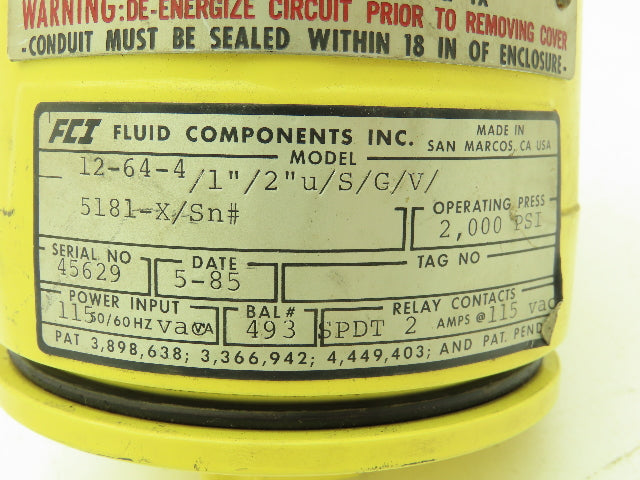 WARNING: DE-ENERGIZE CIRCUIT PRIOR TO REMOVING COVER
-CONDUIT MUST BE SEALED WITHIN 18 IN OF ENCLOSURE-
FCI FLUID COMPONENTS INC. MADE IN
SAN MARCOS, CA USA
MODEL
12-64-4/1"/2"u/S/G/V/
5181-X/Sn#
OPERATING PRESS
2,000 PSI
SERIAL NO DATE TAG NO
45629 5-85
POWER INPUT BAL# RELAY CONTACTS
115 50/60HZ Vac VA 493 SPDT 2 AMPS @ 115 vac
PAT 3,898,638; 3,366,942; 4,449,403; AND PAT. PEND